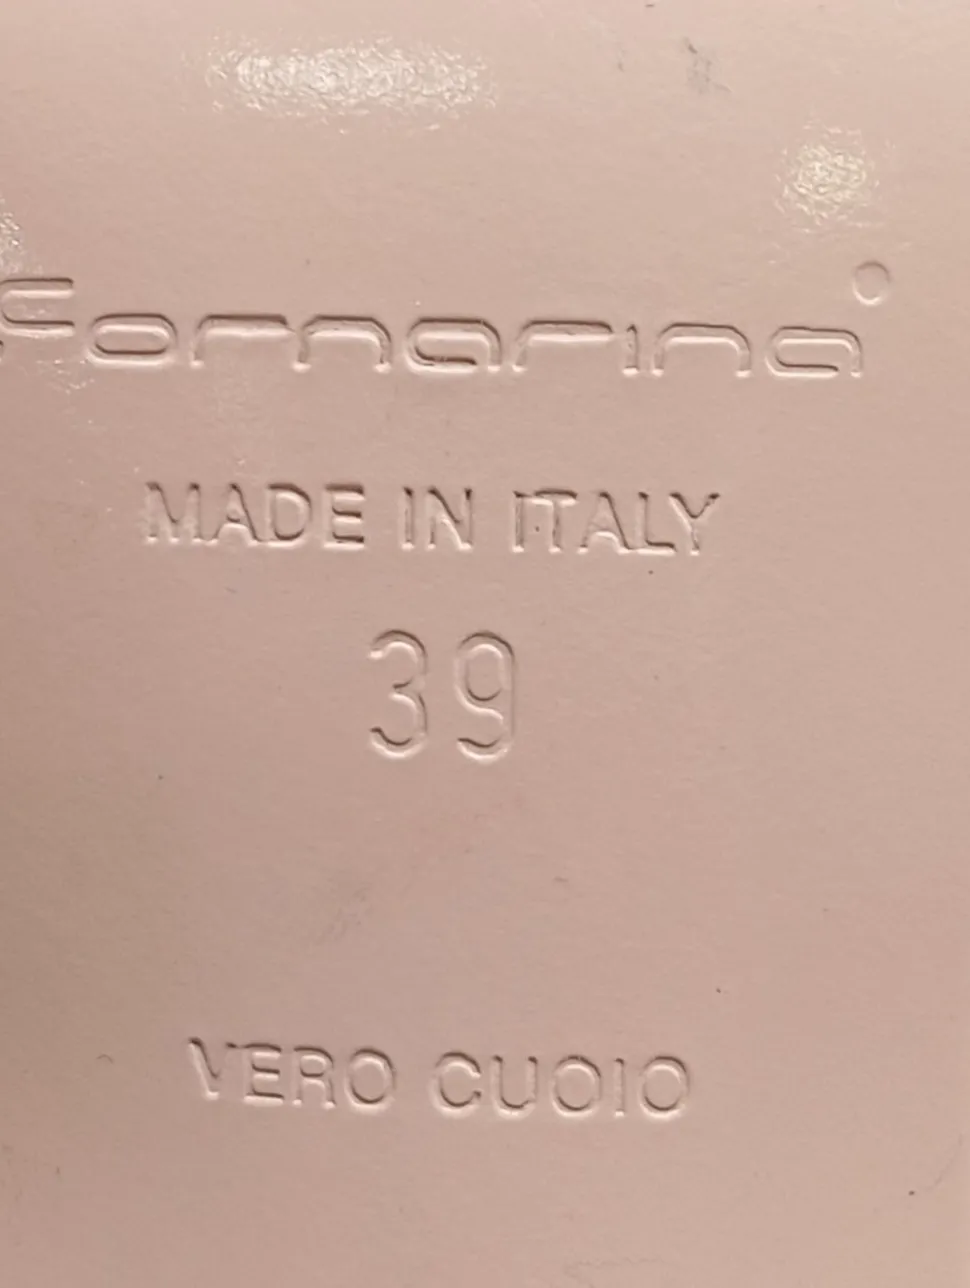 fornarina
MADE IN ITALY
39
VERO CUOIO